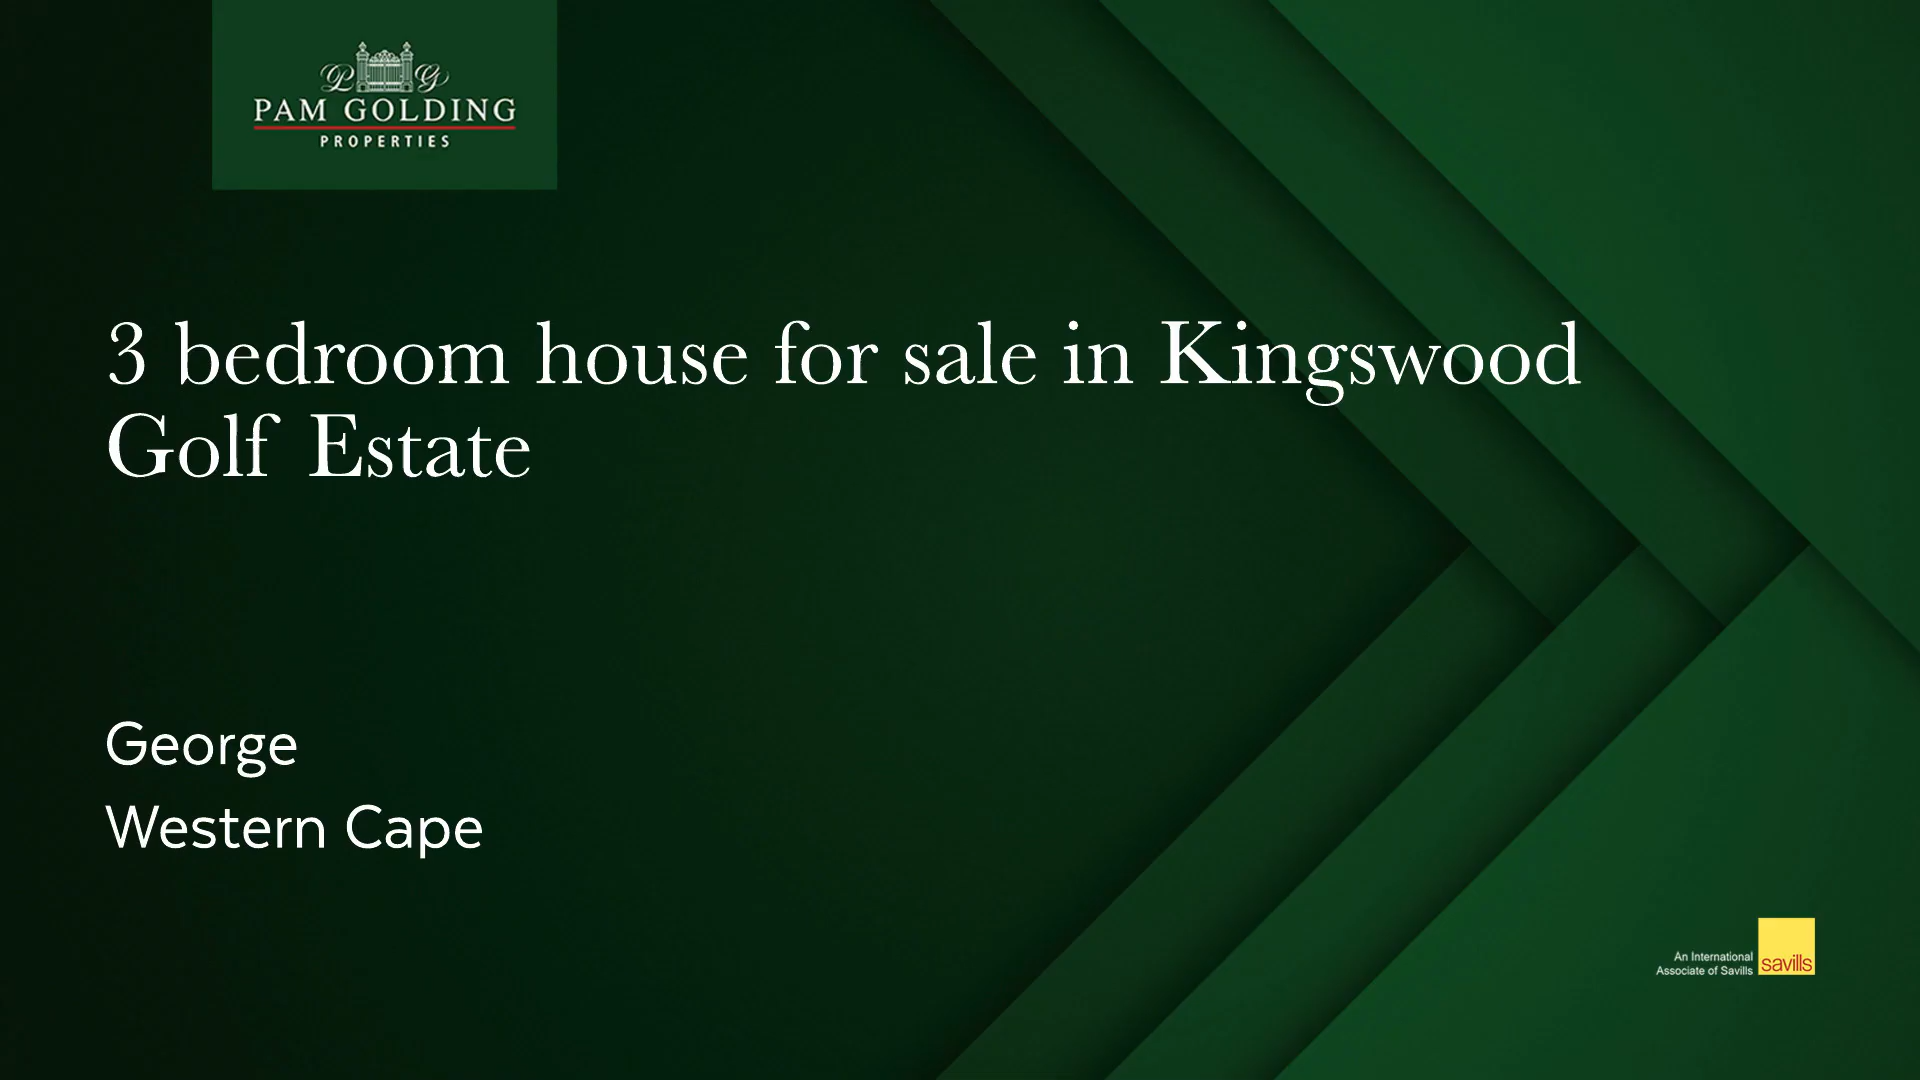 P G
PAM GOLDING
PROPERTIES
3 bedroom house for sale in Kingswood
Golf Estate
George
Western Cape
An International
Associate of Savills
savills